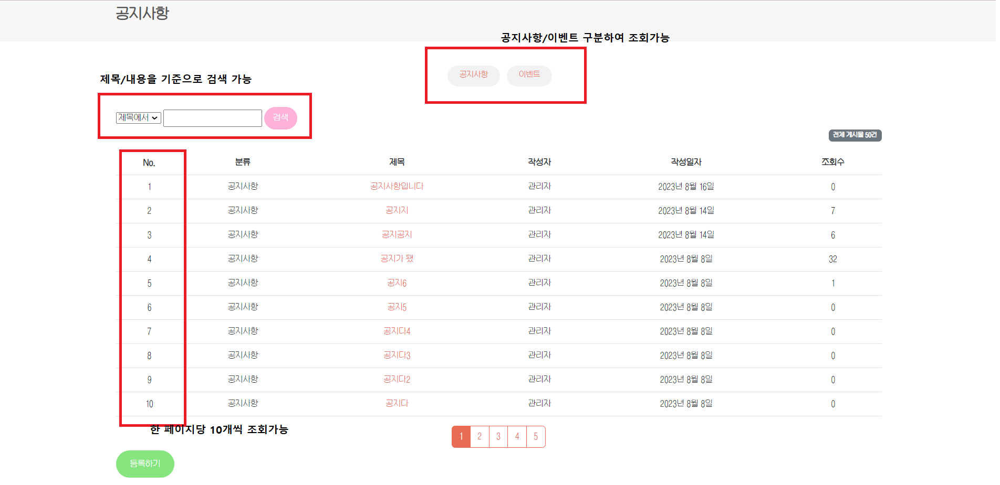 공지사항
공지사항/이벤트 구분하여 조회가능
공지사항 이벤트
제목/내용을 기준으로 검색 가능
제목에서 검색
전체 게시물 50건
No. 분류 제목 작성자 작성일자 조회수
1 공지사항 공지사항입니다 관리자 2023년 8월 16일 0
2 공지사항 공지지 관리자 2023년 8월 14일 7
3 공지사항 공지공지 관리자 2023년 8월 14일 6
4 공지사항 공지가 됐 관리자 2023년 8월 8일 32
5 공지사항 공지6 관리자 2023년 8월 8일 1
6 공지사항 공지5 관리자 2023년 8월 8일 0
7 공지사항 공지다4 관리자 2023년 8월 8일 0
8 공지사항 공지다3 관리자 2023년 8월 8일 0
9 공지사항 공지다2 관리자 2023년 8월 8일 0
10 공지사항 공지다 관리자 2023년 8월 8일 0
한 페이지당 10개씩 조회가능
1 2 3 4 5
등록하기